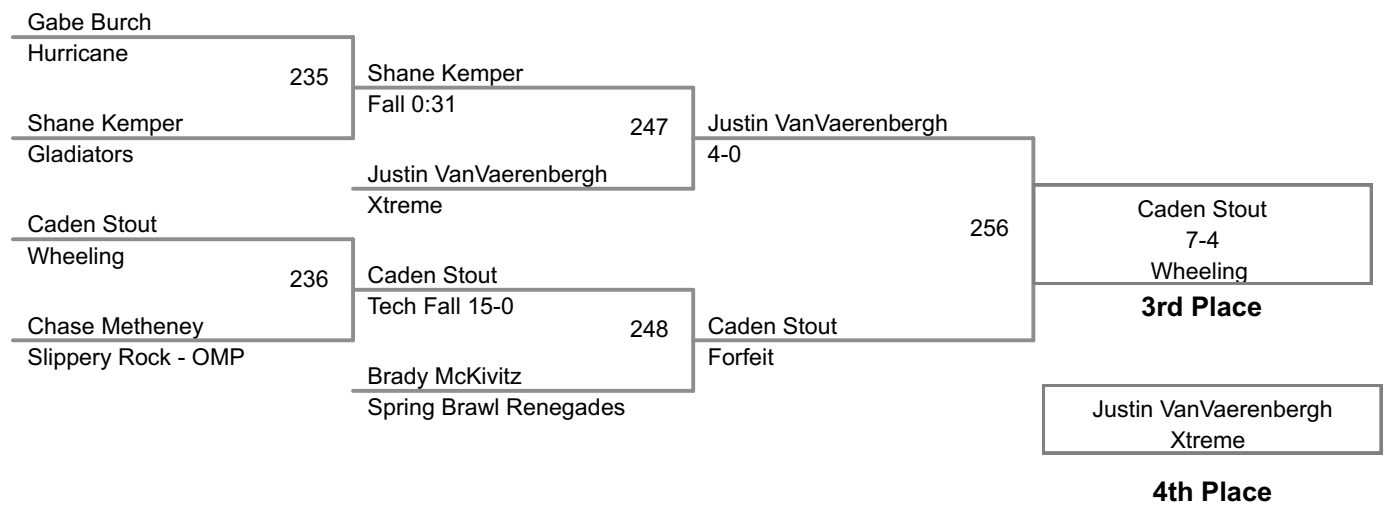 Gabe Burch
Hurricane
235
Shane Kemper
Gladiators
Caden Stout
Wheeling
236
Chase Metheney
Slippery Rock - OMP
Shane Kemper
Fall 0:31
247
Justin VanVaerenbergh
Xtreme
Caden Stout
Tech Fall 15-0
248
Brady McKivitz
Spring Brawl Renegades
Justin VanVaerenbergh
4-0
256
Caden Stout
Forfeit
Caden Stout
7-4
Wheeling
3rd Place
Justin VanVaerenbergh
Xtreme
4th Place